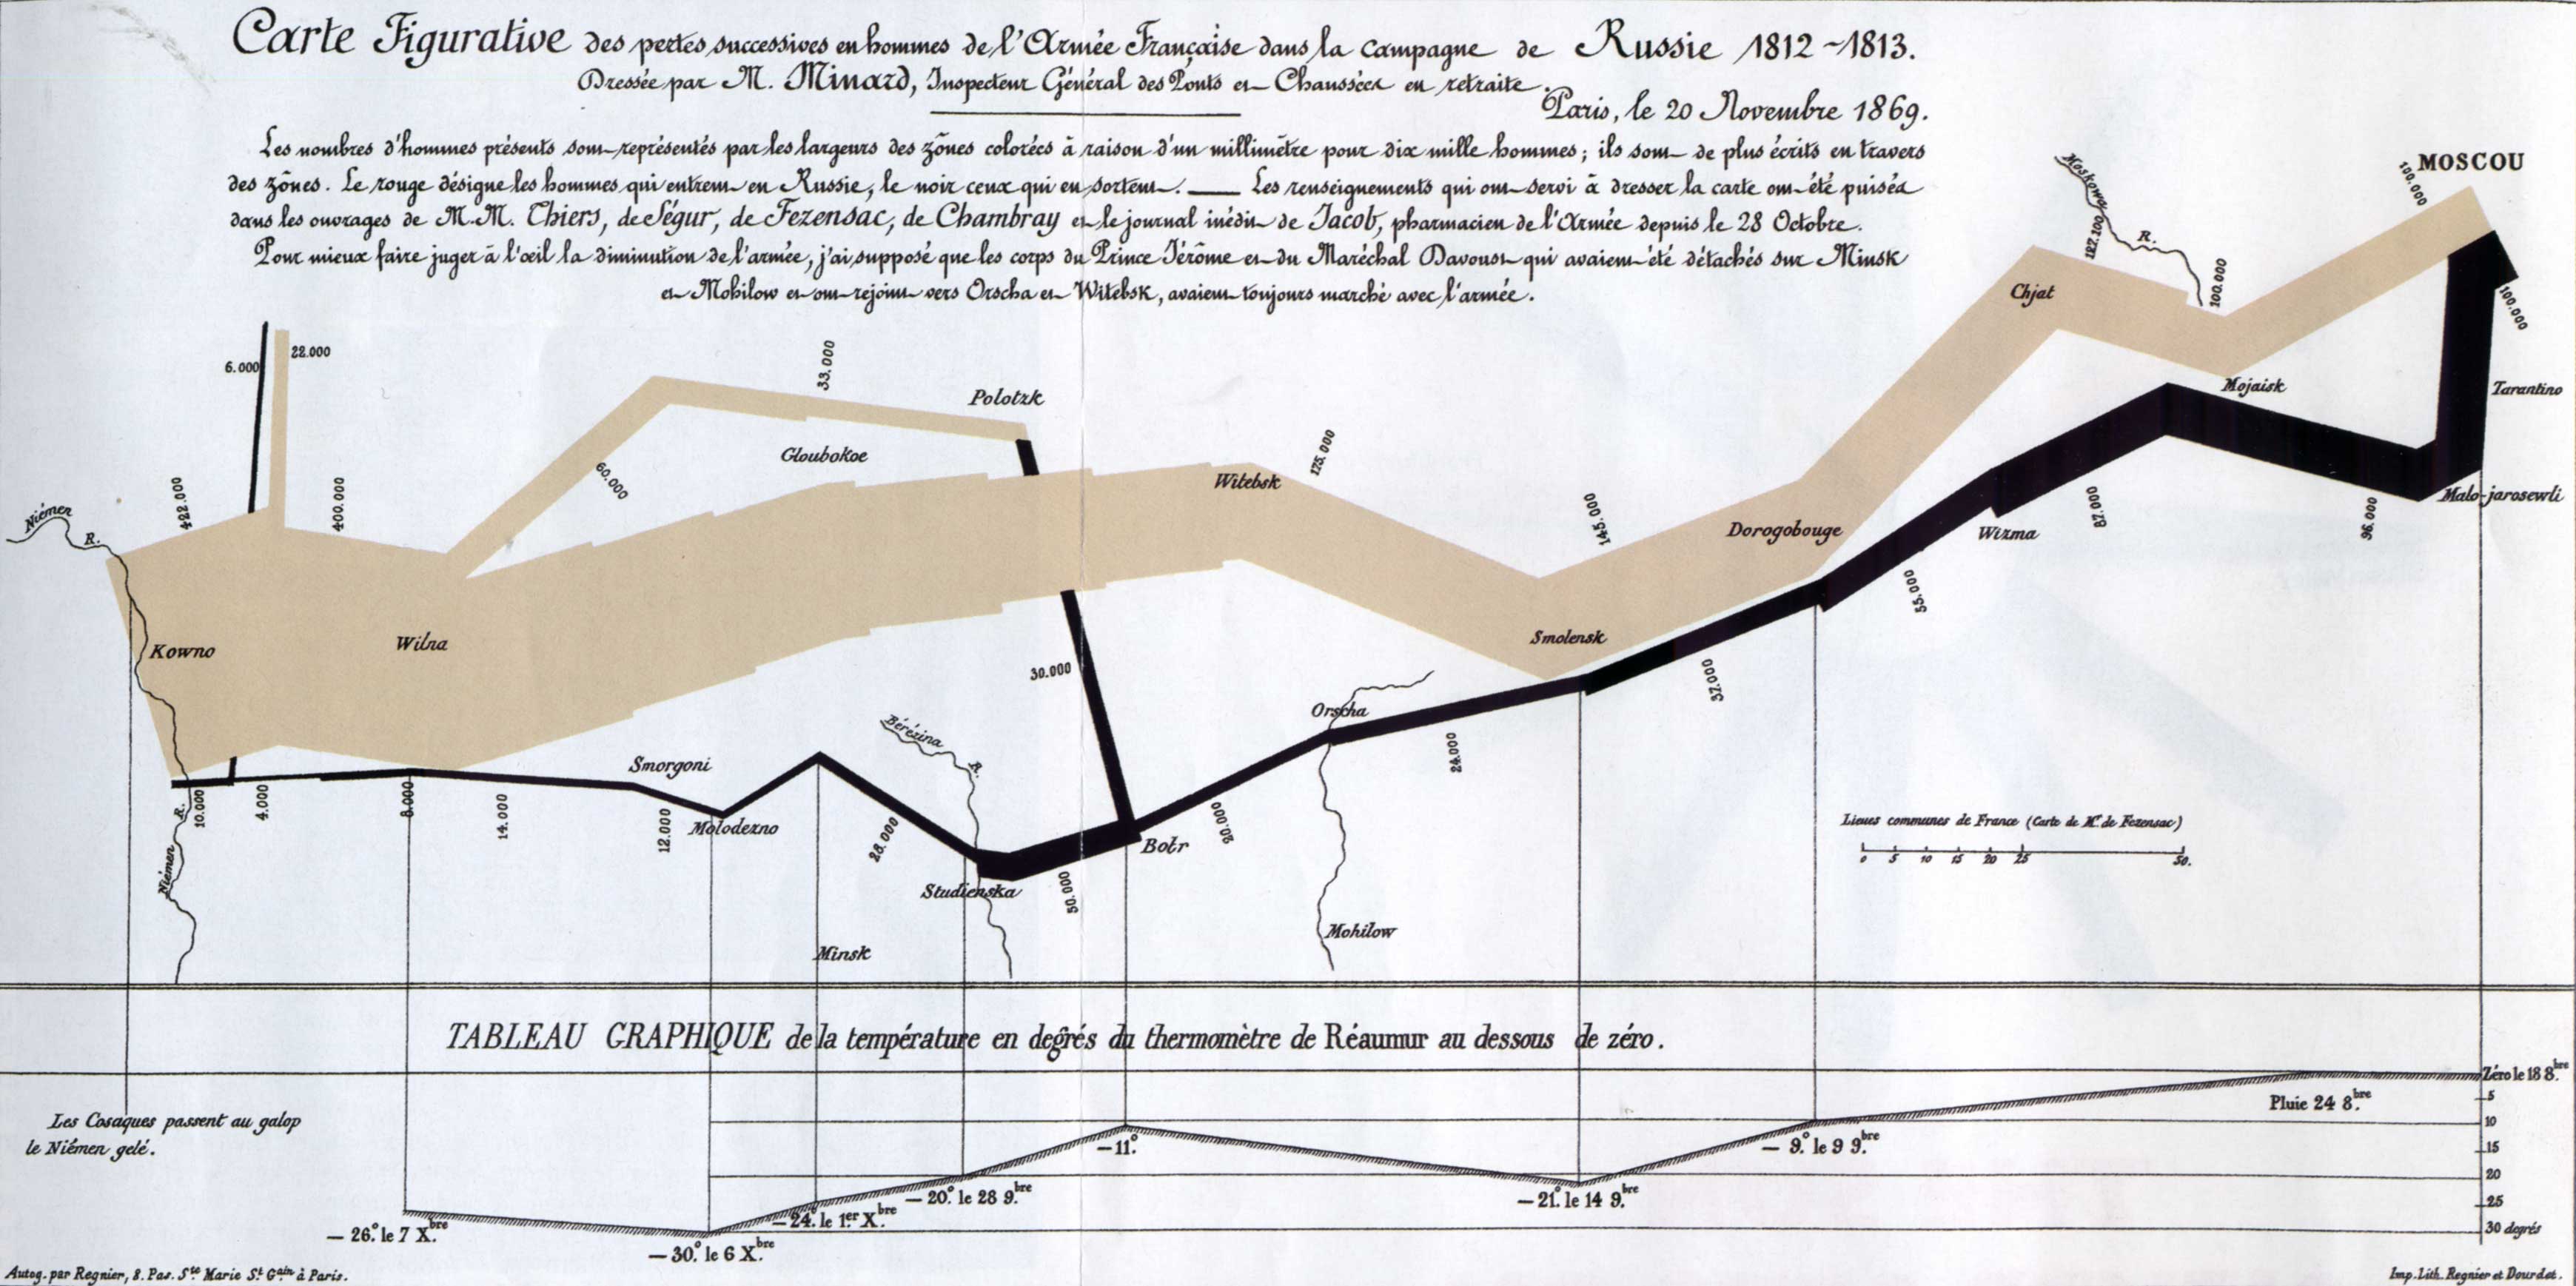 Carte Figurative des pertes successives en hommes de l'Armée Française dans la campagne de Russie 1812~1813.
Dressée par M. Minard, Inspecteur Général des Ponts et Chaussées en retraite.
Paris, le 20 Novembre 1869.
Les nombres d'hommes présents sont représentés par les largeurs des zônes colorées à raison d'un millimètre pour dix mille hommes; ils sont de plus écrits en travers
des zônes. Le rouge désigne les hommes qui entrent en Russie, le noir ceux qui en sortent. — Les renseignements qui ont servi à dresser la carte ont été puisés
dans les ouvrages de M.M. Thiers, de Ségur, de Fezensac, de Chambray et le journal inédit de Jacob, pharmacien de l'Armée depuis le 28 Octobre.
Pour mieux faire juger à l'œil la diminution de l'armée, j'ai supposé que les corps du Prince Jérôme et du Maréchal Davoust qui avaient été détachés sur Minsk
et Mohilow et ont rejoint vers Orscha et Witebsk, avaient toujours marché avec l'armée.
MOSCOU
100.000
Moskowa
R.
127.100
100.000
Chjat
100.000
Mojaisk
Tarantino
Malo-jarosewli
6.000
22.000
33.000
Polotzk
60.000
Gloubokoe
422.000
400.000
Niémen
R.
Witebsk
175.000
145.000
Dorogobouge
Wizma
87.000
96.000
55.000
Kowno
Wilna
Smolensk
37.000
30.000
Orscha
24.000
Bérézina
R.
Smorgoni
Molodezno
10.000
4.000
8.000
14.000
12.000
28.000
R.
Niémen
Studienska
50.000
Botr
20.000
Mohilow
Minsk
Lieues communes de France (Carte de Mr. de Fezensac)
0 5 10 15 20 25 50.
TABLEAU GRAPHIQUE de la température en degrés du thermomètre de Réaumur au dessous de zéro.
Zéro le 18 8.bre
Pluie 24 8.bre
5
10
15
20
25
30 degrés
Les Cosaques passent au galop
le Niémen gelé.
— 11.°
— 9.° le 9 9.bre
— 21.° le 14 9.bre
— 20.° le 28 9.bre
— 24.° le 1.er X.bre
— 30.° le 6 X.bre
— 26.° le 7 X.bre
Autog. par Regnier, 8. Pas. Ste Marie St Gain à Paris.
Imp. Lith. Regnier et Dourdet.